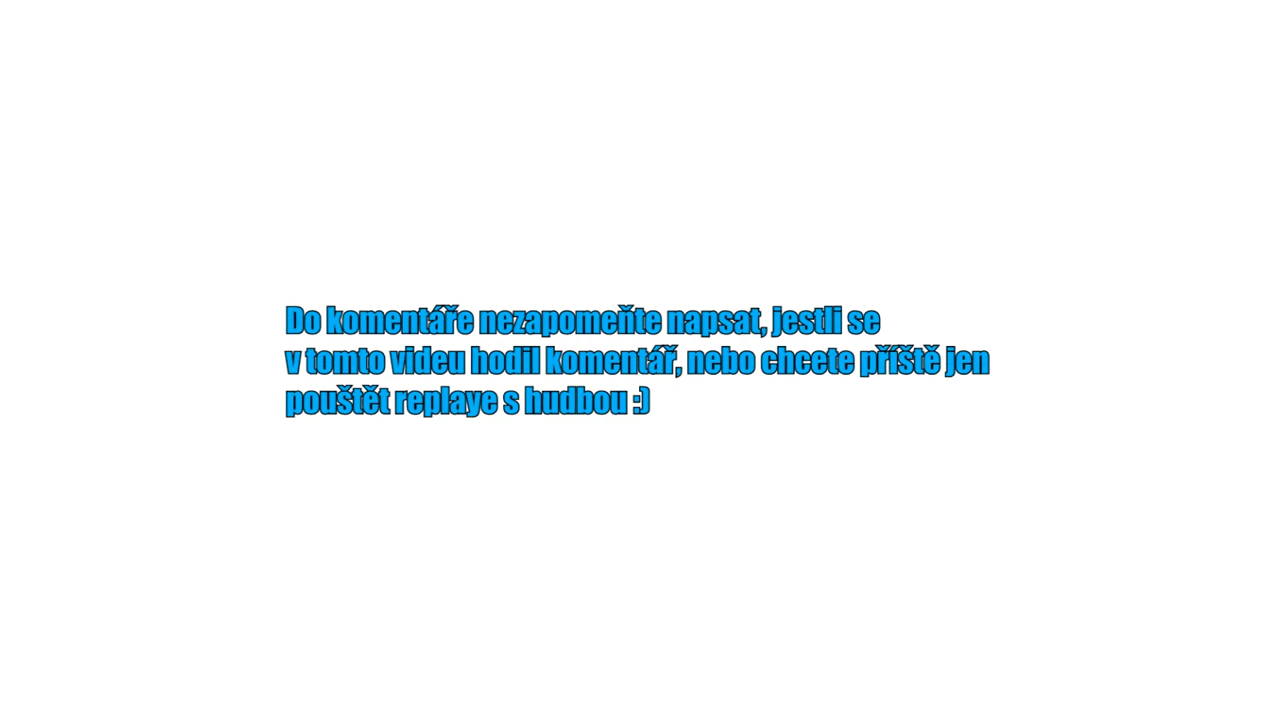 Do komentáře nezapomeňte napsat, jestli se
v tomto videu hodil komentář, nebo chcete příště jen
pouštět replaye s hudbou :)